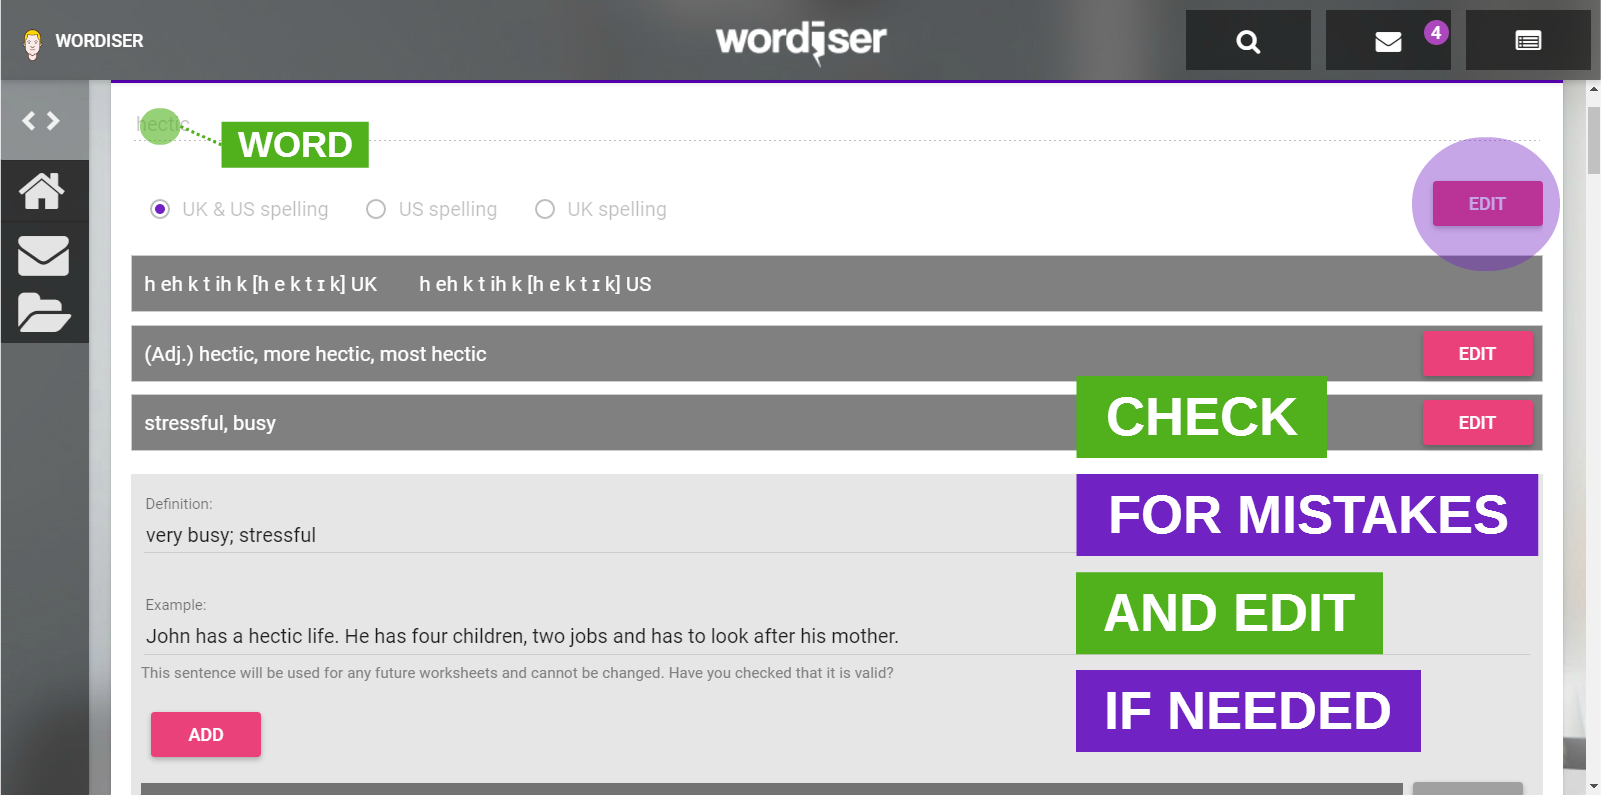 WORDISER
wordiser
4
hectic
WORD
UK & US spelling
US spelling
UK spelling
EDIT
h eh k t ih k [h e k t ɪ k] UK
h eh k t ih k [h e k t ɪ k] US
(Adj.) hectic, more hectic, most hectic
EDIT
stressful, busy
EDIT
CHECK
FOR MISTAKES
AND EDIT
IF NEEDED
Definition:
very busy; stressful
Example:
John has a hectic life. He has four children, two jobs and has to look after his mother.
This sentence will be used for any future worksheets and cannot be changed. Have you checked that it is valid?
ADD